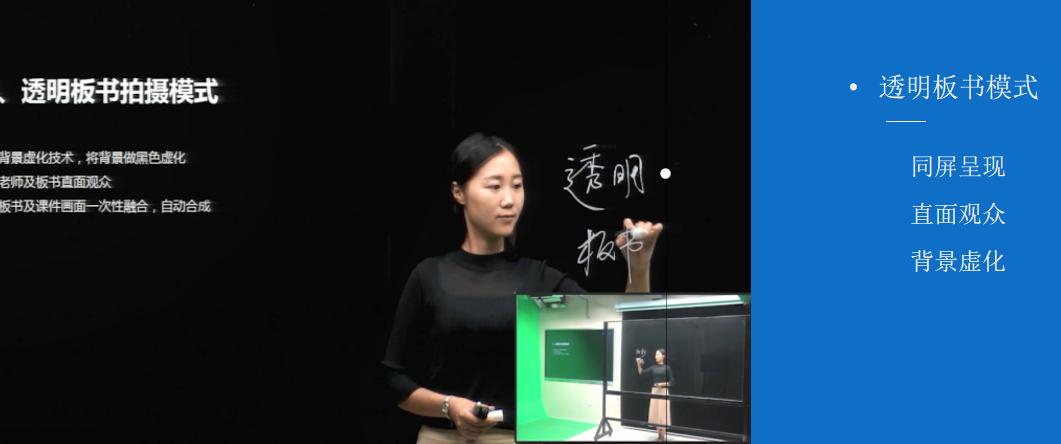 、透明板书拍摄模式
背景虚化技术，将背景做黑色虚化
老师及板书直面观众
板书及课件画面一次性融合，自动合成
透明
板书
• 透明板书模式
同屏呈现
直面观众
背景虚化